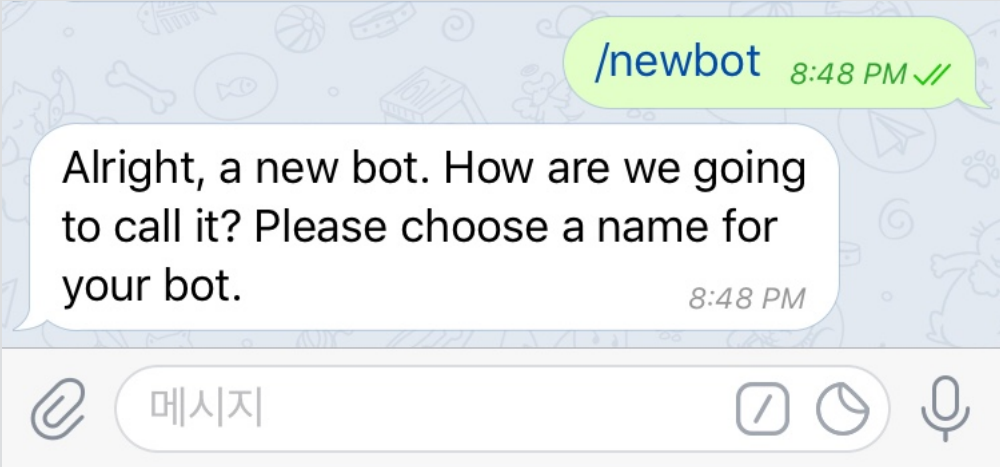 /newbot 8:48 PM
Alright, a new bot. How are we going
to call it? Please choose a name for
your bot.
8:48 PM
메시지